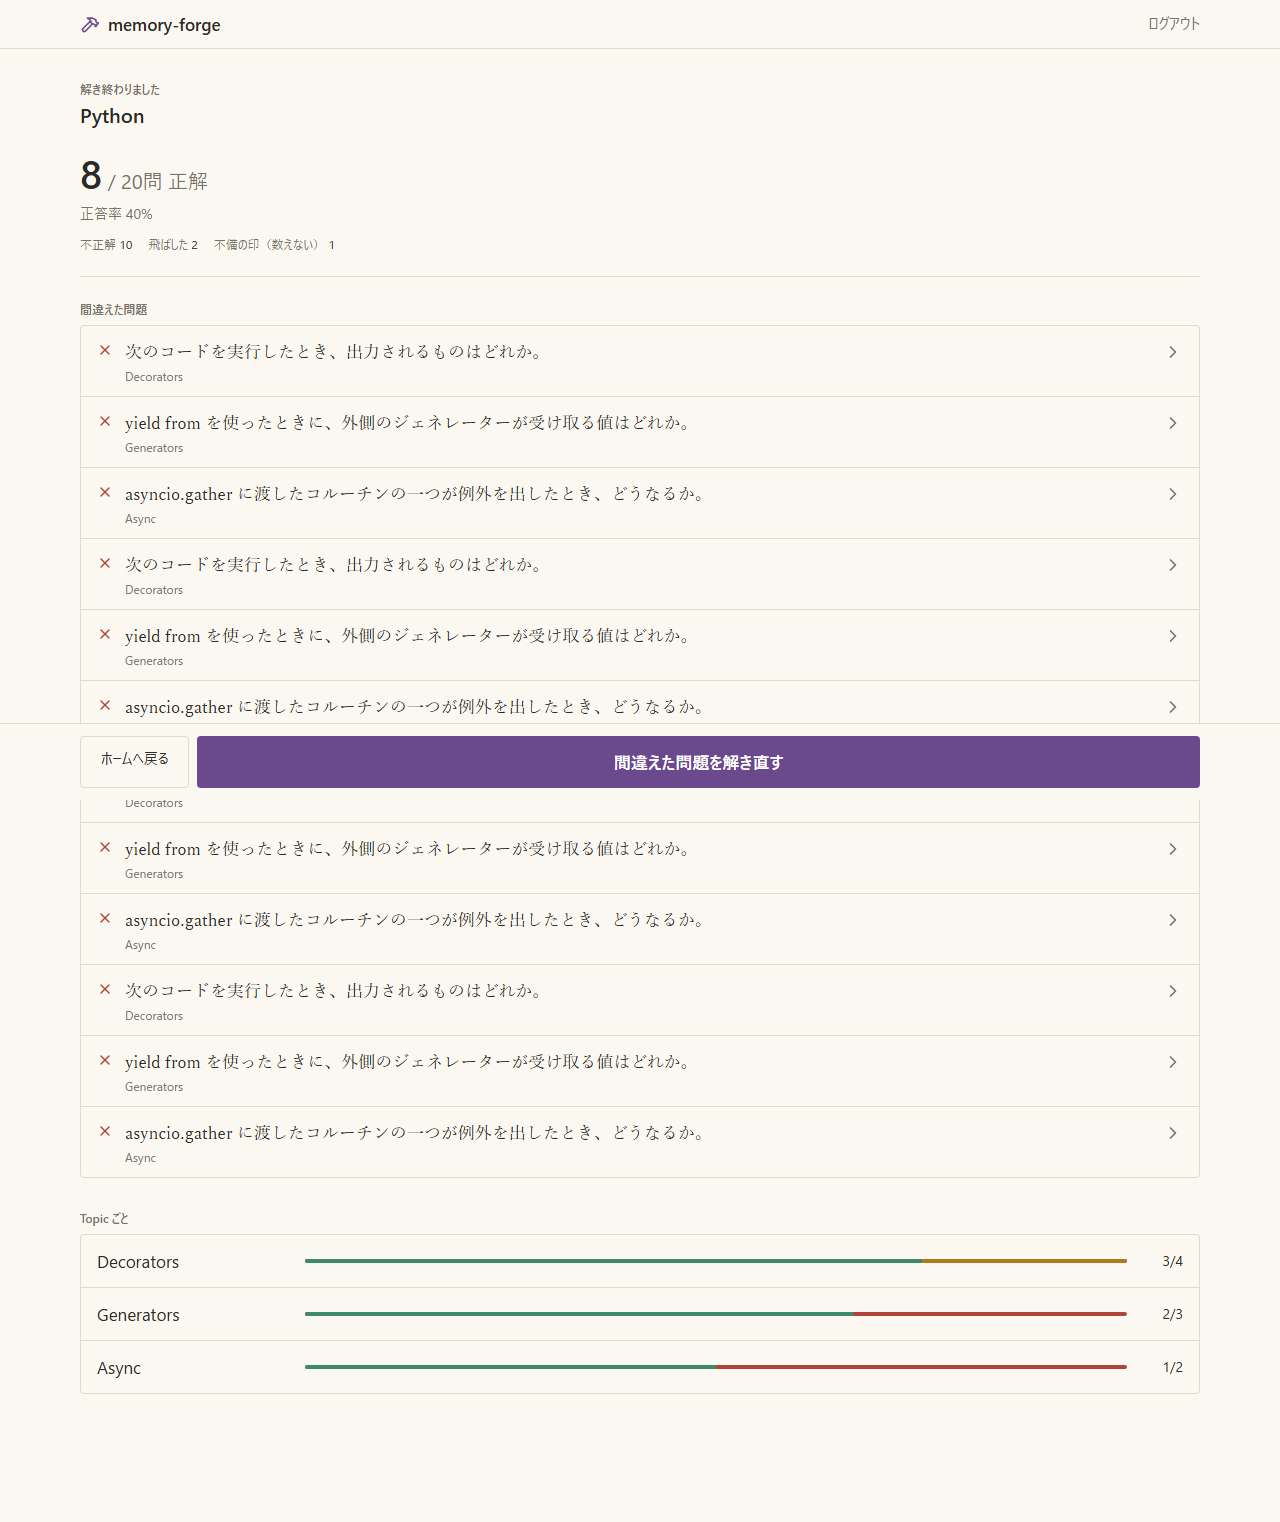 memory-forge
ログアウト
解き終わりました
Python
8 / 20問 正解
正答率 40%
不正解 10 飛ばした 2 不備の印（数えない） 1
間違えた問題
次のコードを実行したとき、出力されるものはどれか。
Decorators
yield from を使ったときに、外側のジェネレーターが受け取る値はどれか。
Generators
asyncio.gather に渡したコルーチンの一つが例外を出したとき、どうなるか。
Async
次のコードを実行したとき、出力されるものはどれか。
Decorators
yield from を使ったときに、外側のジェネレーターが受け取る値はどれか。
Generators
asyncio.gather に渡したコルーチンの一つが例外を出したとき、どうなるか。
ホームへ戻る
間違えた問題を解き直す
Decorators
yield from を使ったときに、外側のジェネレーターが受け取る値はどれか。
Generators
asyncio.gather に渡したコルーチンの一つが例外を出したとき、どうなるか。
Async
次のコードを実行したとき、出力されるものはどれか。
Decorators
yield from を使ったときに、外側のジェネレーターが受け取る値はどれか。
Generators
asyncio.gather に渡したコルーチンの一つが例外を出したとき、どうなるか。
Async
Topic ごと
Decorators 3/4
Generators 2/3
Async 1/2